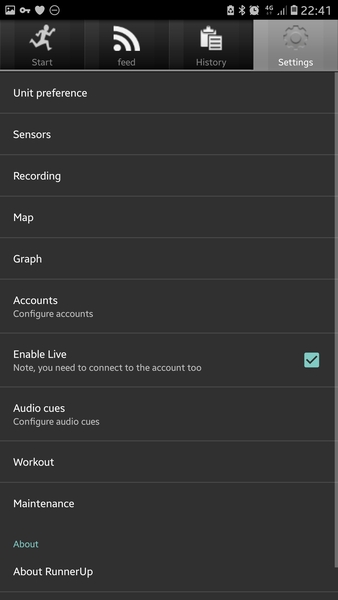 4G 22:41
Start feed History Settings
Unit preference
Sensors
Recording
Map
Graph
Accounts
Configure accounts
Enable Live
Note, you need to connect to the account too
Audio cues
Configure audio cues
Workout
Maintenance
About
About RunnerUp